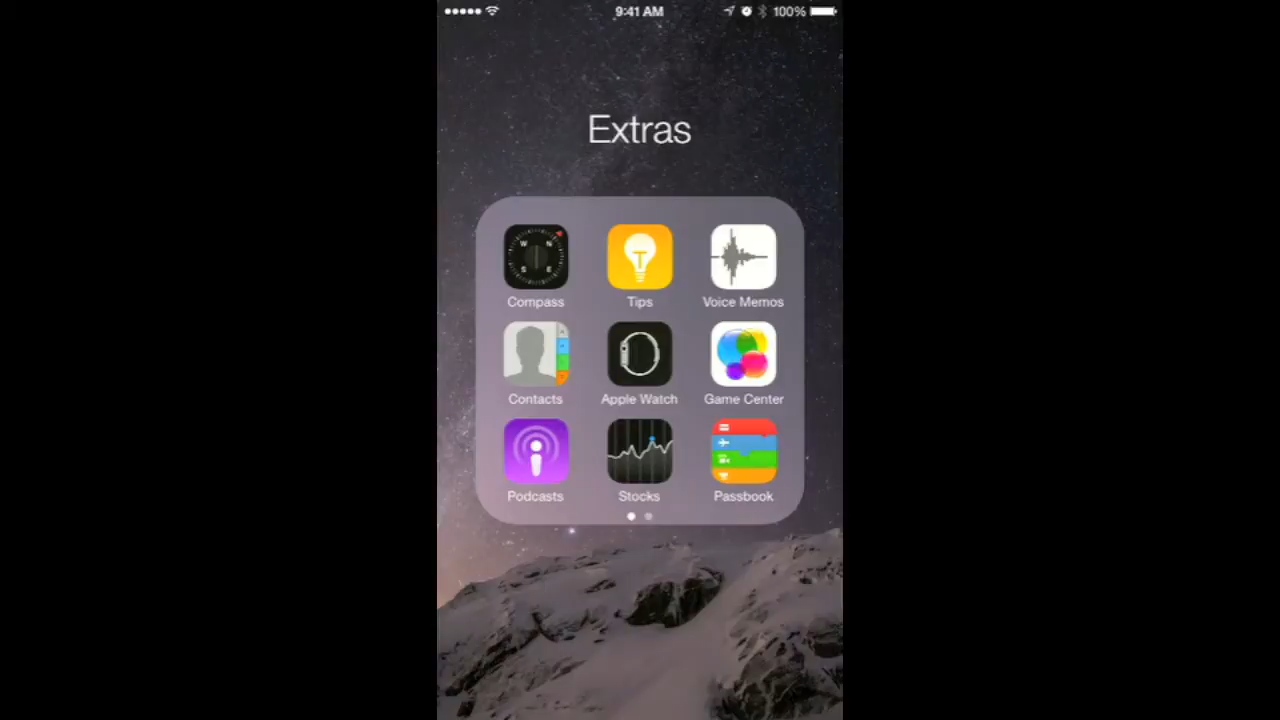 9:41 AM 100%
Extras
W N
S E
Compass Tips Voice Memos
Contacts Apple Watch Game Center
Podcasts Stocks Passbook